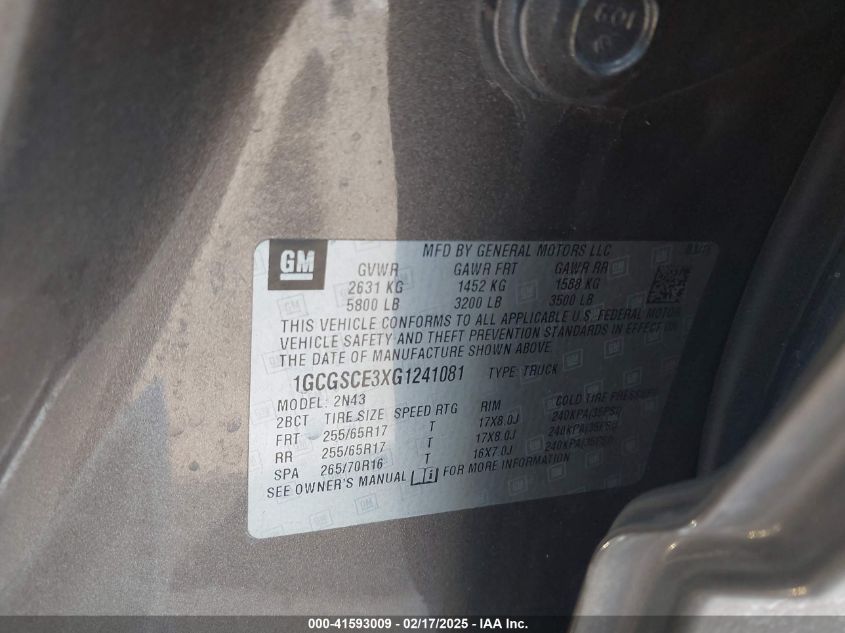 GM
MFD BY GENERAL MOTORS LLC
GVWR GAWR FRT GAWR RR
2631 KG 1452 KG 1588 KG
5800 LB 3200 LB 3500 LB
THIS VEHICLE CONFORMS TO ALL APPLICABLE U.S. FEDERAL MOTOR
VEHICLE SAFETY AND THEFT PREVENTION STANDARDS IN EFFECT ON
THE DATE OF MANUFACTURE SHOWN ABOVE.
1GCGSCE3XG1241081 TYPE: TRUCK
MODEL: 2N43
2BCT TIRE SIZE SPEED RTG RIM COLD TIRE PRESSURE
FRT 255/65R17 T 17X8.0J 240KPA(35PSI)
RR 255/65R17 T 17X8.0J 240KPA(35PSI)
SPA 265/70R16 T 16X7.0J 240KPA(35PSI)
SEE OWNER'S MANUAL FOR MORE INFORMATION
000-41593009 - 02/17/2025 - IAA Inc.